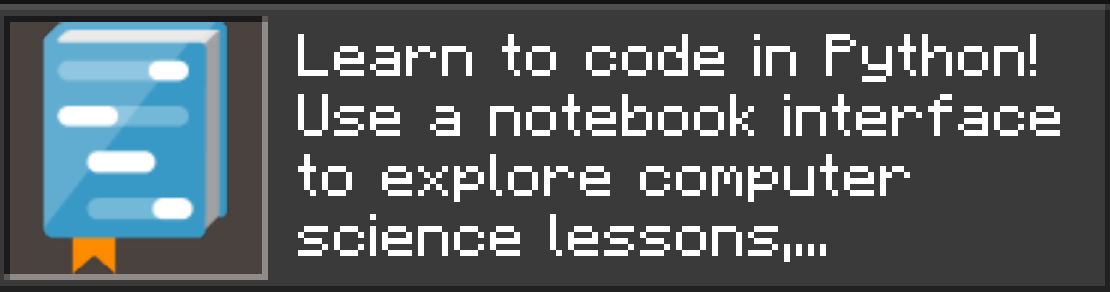 Learn to code in Python!
Use a notebook interface
to explore computer
science lessons,...